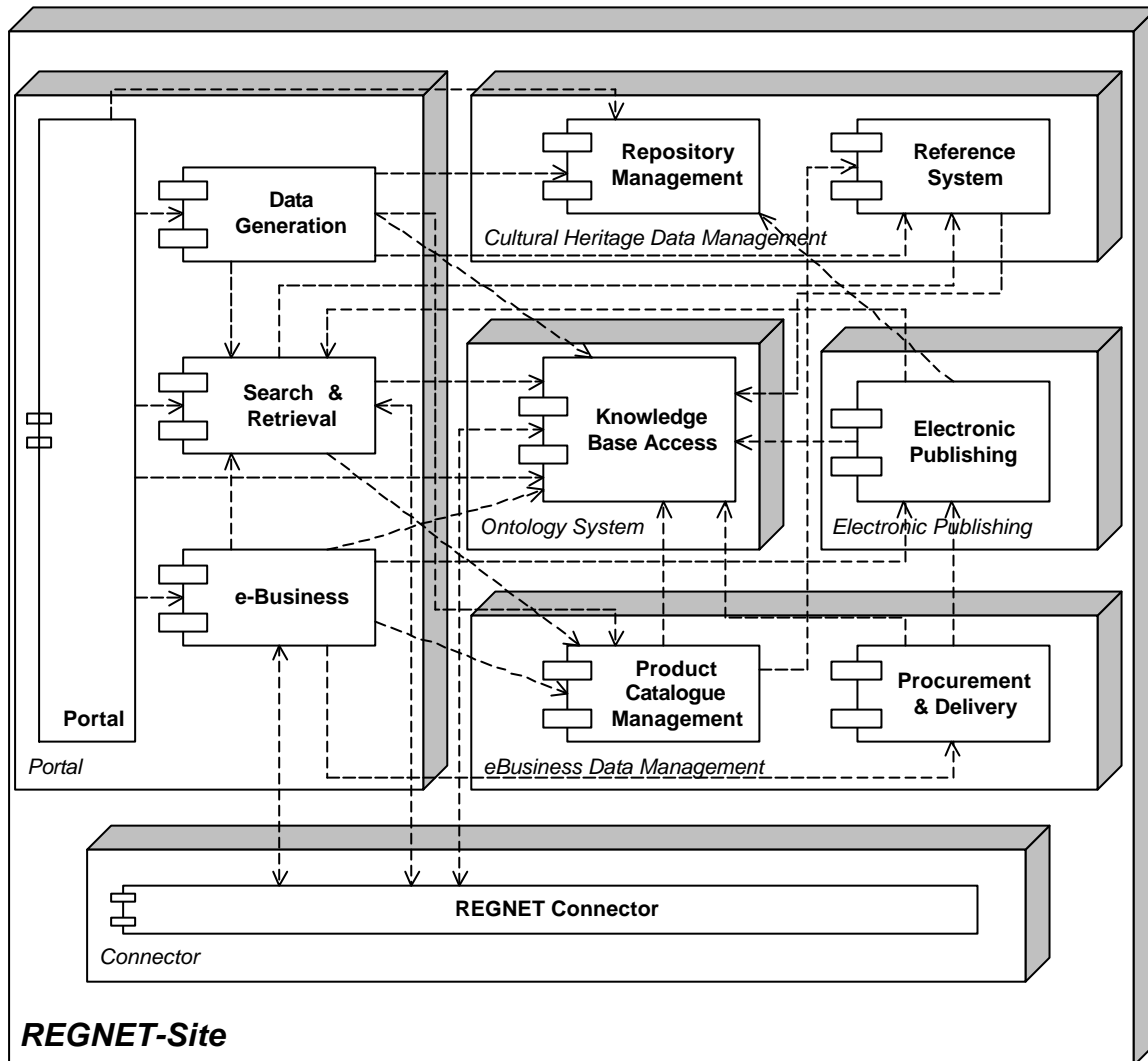 Data
Generation
Search & 
Retrieval
e-Business
Portal
Portal
Repository
Management
Reference
System
Cultural Heritage Data Management
Knowledge
Base Access
Ontology System
Electronic
Publishing
Electronic Publishing
Product
Catalogue
Management
Procurement
& Delivery
eBusiness Data Management
REGNET Connector
Connector
REGNET-Site